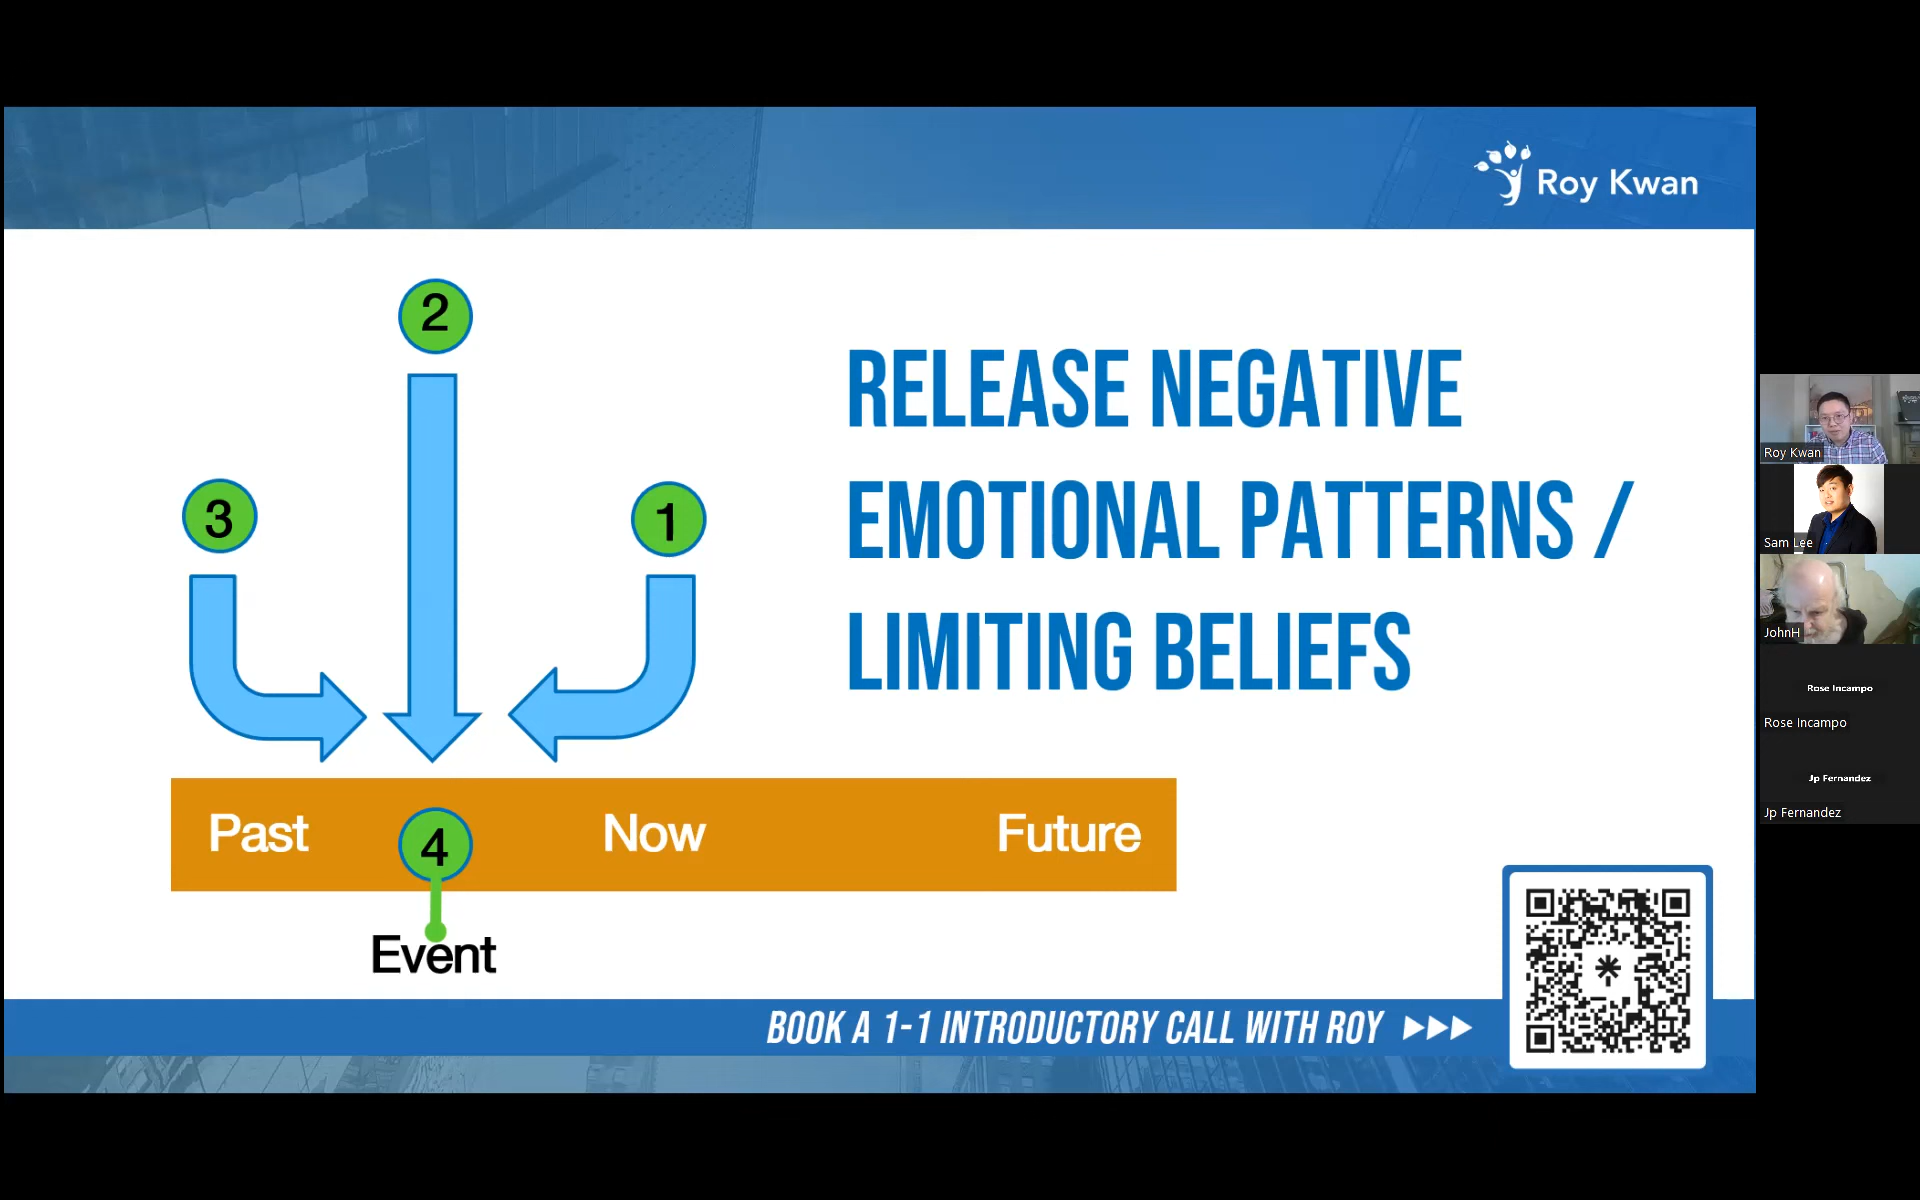 Roy Kwan
2
3
1
RELEASE NEGATIVE
EMOTIONAL PATTERNS /
LIMITING BELIEFS
Past
4
Now
Future
Event
BOOK A 1-1 INTRODUCTORY CALL WITH ROY
Roy Kwan
Sam Lee
JohnH
Rose Incampo
Rose Incampo
Jp Fernandez
Jp Fernandez